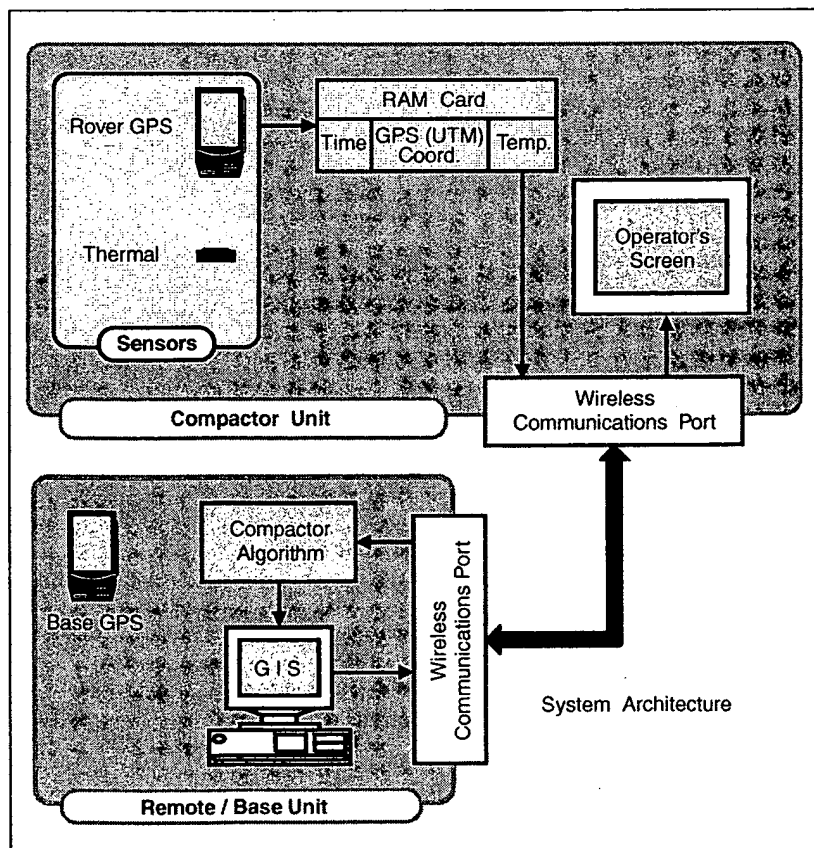 RAM Card
Rover GPS
Time
GPS (UTM)
Coord.
Temp.
Thermal
Operator's
Screen
Sensors
Compactor Unit
Wireless
Communications Port
Compactor
Algorithm
Base GPS
GIS
Wireless
Communications Port
System Architecture
Remote / Base Unit